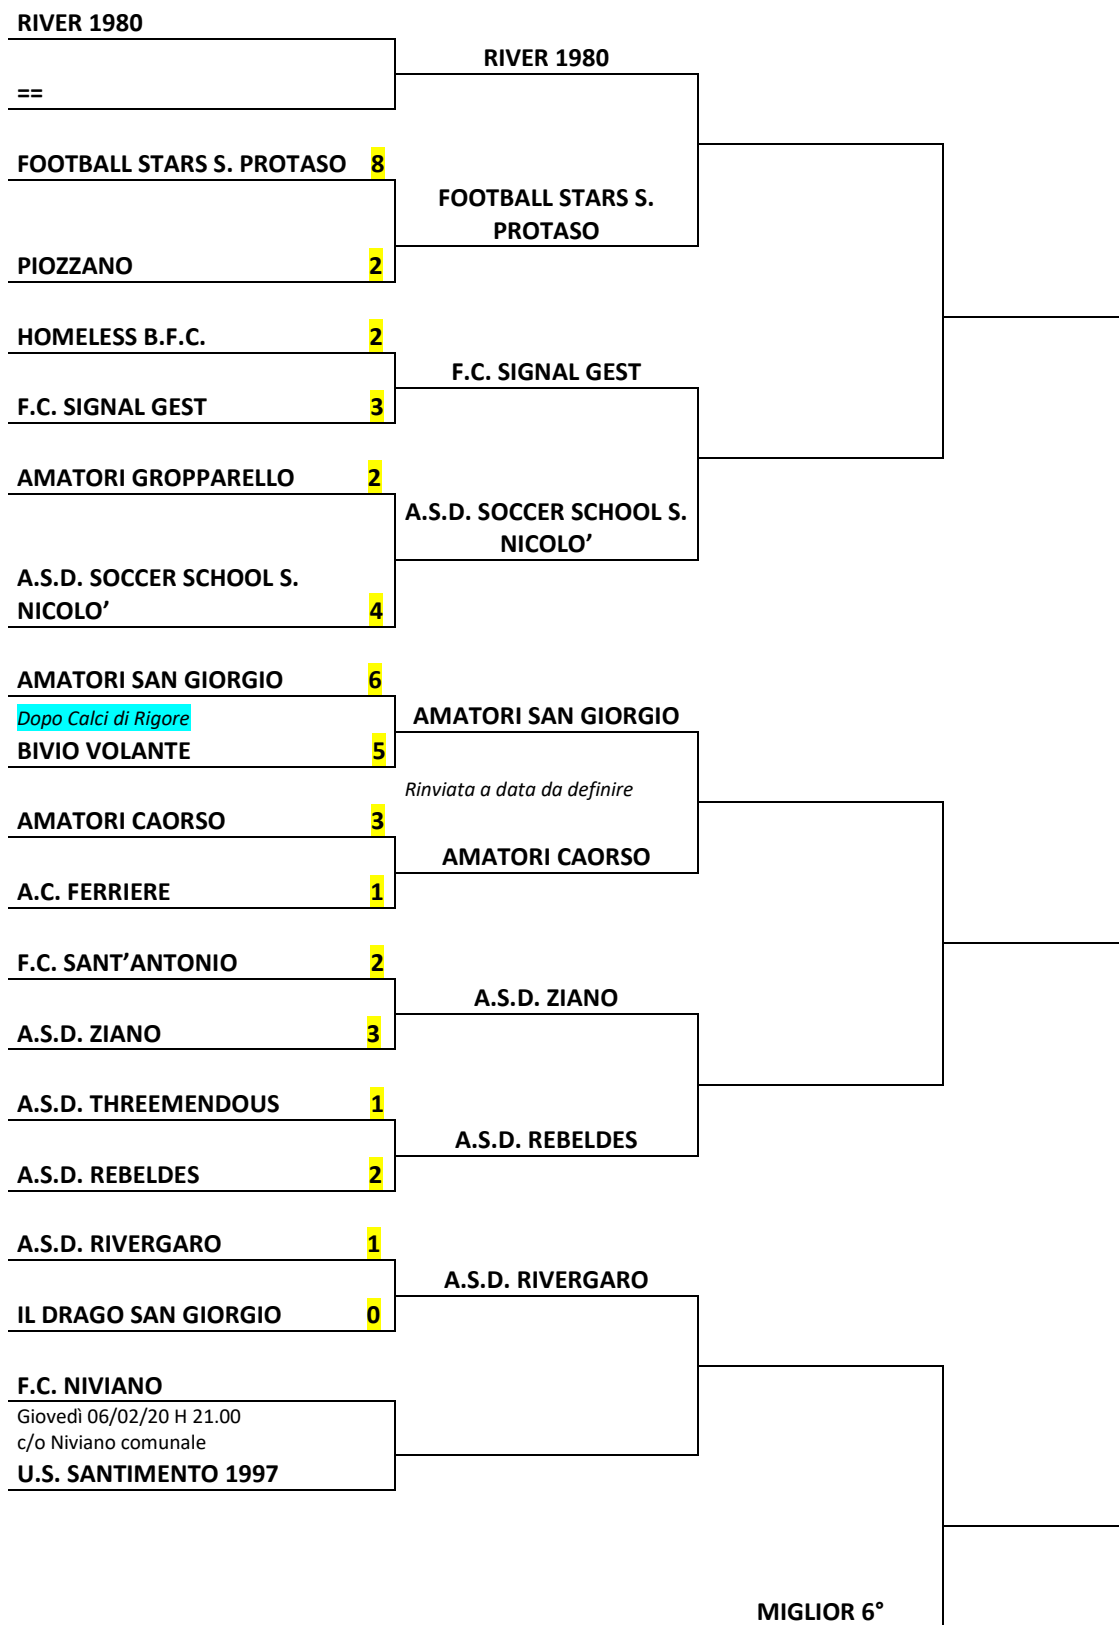 RIVER 1980
RIVER 1980
==
FOOTBALL STARS S. PROTASO 8
FOOTBALL STARS S.
PROTASO
PIOZZANO 2
HOMELESS B.F.C. 2
F.C. SIGNAL GEST
F.C. SIGNAL GEST 3
AMATORI GROPPARELLO 2
A.S.D. SOCCER SCHOOL S.
NICOLO’
A.S.D. SOCCER SCHOOL S.
NICOLO’ 4
AMATORI SAN GIORGIO 6
Dopo Calci di Rigore
AMATORI SAN GIORGIO
BIVIO VOLANTE 5
Rinviata a data da definire
AMATORI CAORSO 3
AMATORI CAORSO
A.C. FERRIERE 1
F.C. SANT’ANTONIO 2
A.S.D. ZIANO
A.S.D. ZIANO 3
A.S.D. THREEMENDOUS 1
A.S.D. REBELDES
A.S.D. REBELDES 2
A.S.D. RIVERGARO 1
A.S.D. RIVERGARO
IL DRAGO SAN GIORGIO 0
F.C. NIVIANO
Giovedì 06/02/20 H 21.00
c/o Niviano comunale
U.S. SANTIMENTO 1997
MIGLIOR 6°